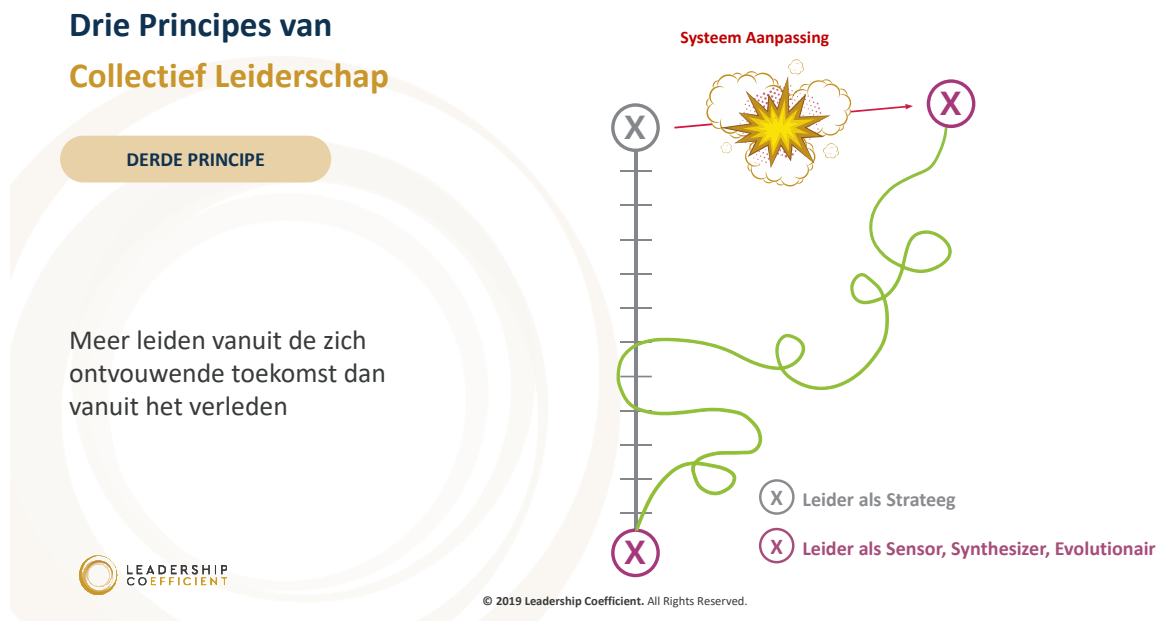 Drie Principes van
Collectief Leiderschap
DERDE PRINCIPE
Meer leiden vanuit de zich
ontvouwende toekomst dan
vanuit het verleden
Systeem Aanpassing
X
X
X
X Leider als Strateeg
X Leider als Sensor, Synthesizer, Evolutionair
LEADERSHIP
COEFFICIENT
© 2019 Leadership Coefficient. All Rights Reserved.